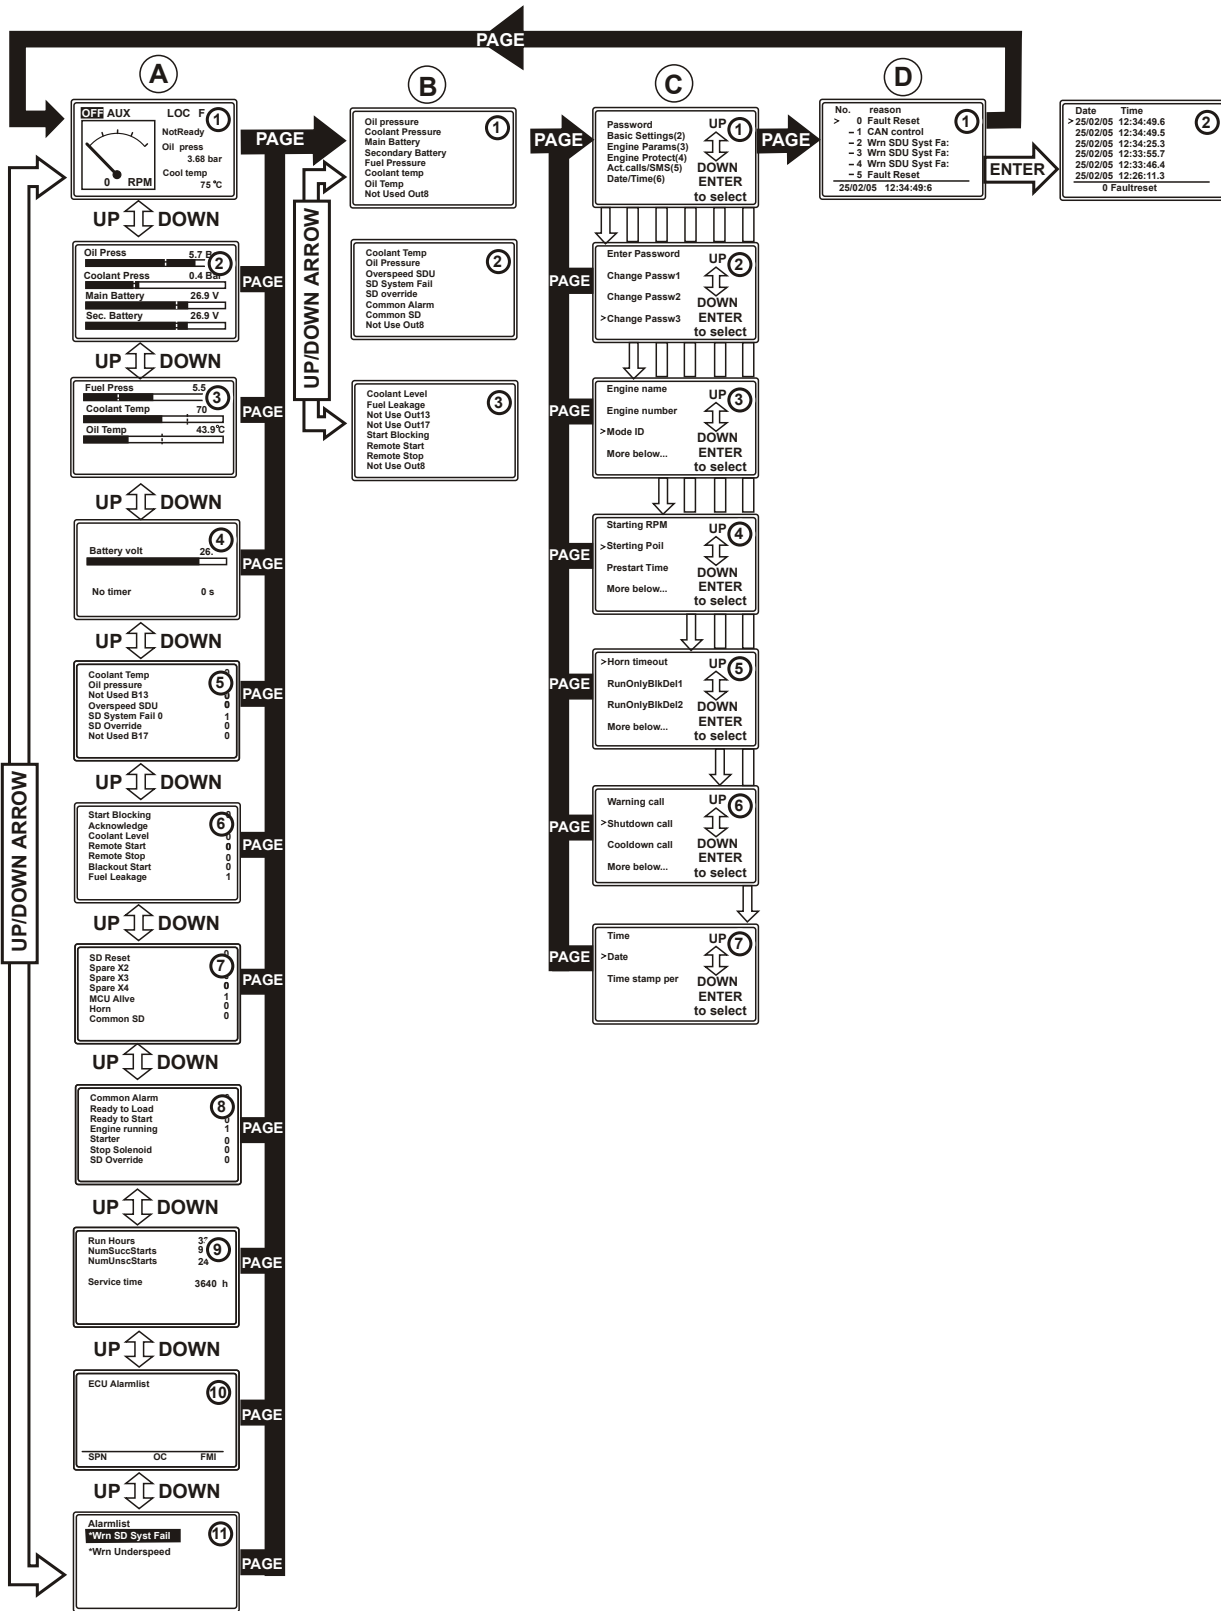 PAGE
A
B
C
D
OFF AUX LOC F 1
NotReady
Oil press
3.68 bar
Cool temp
75 °C
0 RPM
UP DOWN
Oil Press 5.7 B 2
Coolant Press 0.4 Bar
Main Battery 26.9 V
Sec. Battery 26.9 V
PAGE
UP DOWN
Fuel Press 5.5 3
Coolant Temp 70
Oil Temp 43.9°C
PAGE
UP DOWN
Battery volt 26. 4
No timer 0 s
PAGE
UP DOWN
Coolant Temp
Oil pressure 5
Not Used B13 0
Overspeed SDU 0
SD System Fail 0 1
SD Override 0
Not Used B17 0
PAGE
UP DOWN
Start Blocking
Acknowledge 6
Coolant Level 0
Remote Start 0
Remote Stop 0
Blackout Start 0
Fuel Leakage 1
PAGE
UP DOWN
SD Reset
Spare X2 7
Spare X3
Spare X4 0
MCU Allve 1
Horn 0
Common SD 0
PAGE
UP DOWN
Common Alarm
Ready to Load 8
Ready to Start 0
Engine running 1
Starter 0
Stop Solenoid 0
SD Override 0
PAGE
UP DOWN
Run Hours 9
NumSuccStarts 9
NumUnscStarts 24
Service time 3640 h
PAGE
UP DOWN
ECU Alarmlist 10
SPN OC FMI
PAGE
UP DOWN
Alarmlist
*Wrn SD Syst Fail 11
*Wrn Underspeed
PAGE
UP/DOWN ARROW
PAGE
Oil pressure 1
Coolant Pressure
Main Battery
Secondary Battery
Fuel Pressure
Coolant temp
Oil Temp
Not Used Out8
UP/DOWN ARROW
Coolant Temp 2
Oil Pressure
Overspeed SDU
SD System Fail
SD override
Common Alarm
Common SD
Not Use Out8
Coolant Level 3
Fuel Leakage
Not Use Out13
Not Use Out17
Start Blocking
Remote Start
Remote Stop
Not Use Out8
PAGE
Password UP 1
Basic Settings(2)
Engine Params(3)
Engine Protect(4)
Act.calls/SMS(5) DOWN
Date/Time(6) ENTER
to select
PAGE
Enter Password UP 2
Change Passw1
Change Passw2 DOWN
>Change Passw3 ENTER
to select
PAGE
Engine name UP 3
Engine number
>Mode ID DOWN
More below... ENTER
to select
PAGE
Starting RPM UP 4
>Sterting Poil
Prestart Time DOWN
More below... ENTER
to select
PAGE
>Horn timeout UP 5
RunOnlyBlkDel1
RunOnlyBlkDel2 DOWN
More below... ENTER
to select
PAGE
Warning call UP 6
>Shutdown call
Cooldown call DOWN
More below... ENTER
to select
PAGE
Time UP 7
>Date
Time stamp per DOWN
ENTER
to select
PAGE
No. reason 1
> 0 Fault Reset
– 1 CAN control
– 2 Wrn SDU Syst Fa:
– 3 Wrn SDU Syst Fa:
– 4 Wrn SDU Syst Fa:
– 5 Fault Reset
25/02/05 12:34:49:6
ENTER
Date Time 2
>25/02/05 12:34:49.6
25/02/05 12:34:49.5
25/02/05 12:34:25.3
25/02/05 12:33:55.7
25/02/05 12:33:46.4
25/02/05 12:26:11.3
0 Faultreset